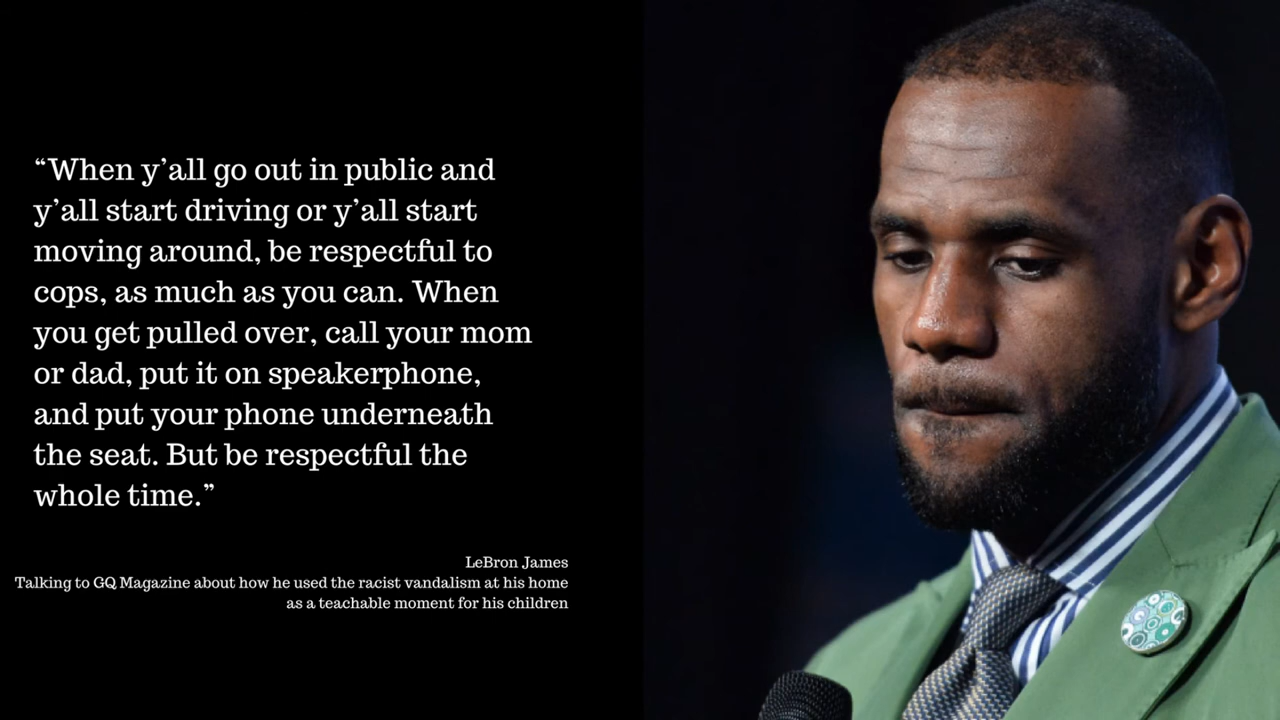 “When y’all go out in public and
y’all start driving or y’all start
moving around, be respectful to
cops, as much as you can. When
you get pulled over, call your mom
or dad, put it on speakerphone,
and put your phone underneath
the seat. But be respectful the
whole time.”
LeBron James
Talking to GQ Magazine about how he used the racist vandalism at his home
as a teachable moment for his children